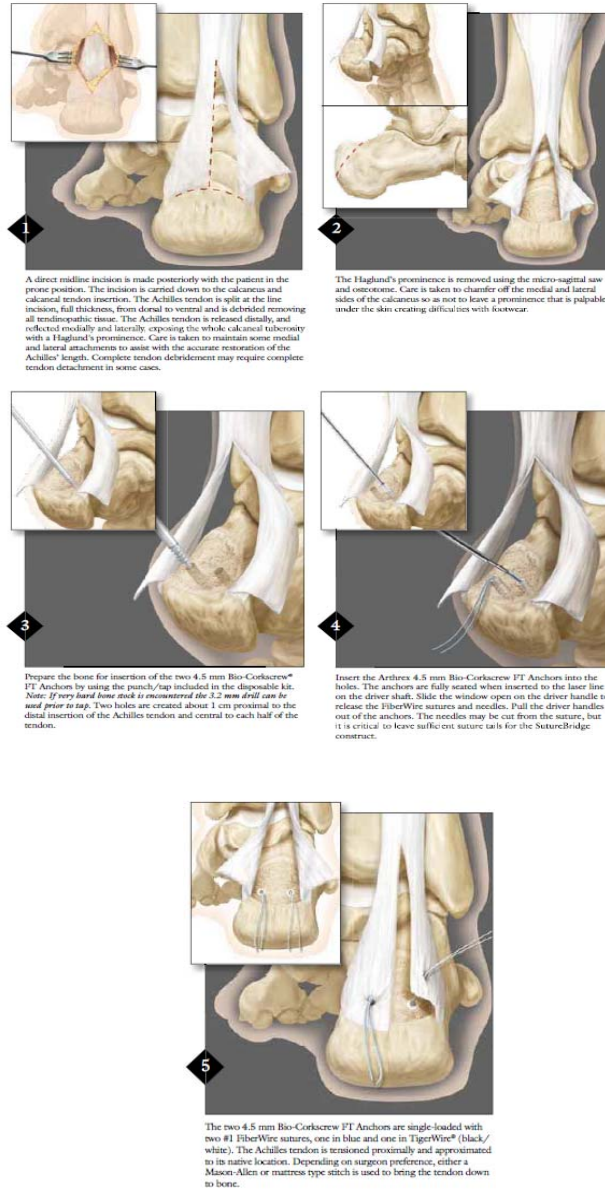 1
A direct midline incision is made posteriorly with the patient in the
prone position. The incision is carried down to the calcaneus and
calcaneal tendon insertion. The Achilles tendon is split at the line
incision, full thickness, from dorsal to ventral and is debrided removing
all tendinopathic tissue. The Achilles tendon is released distally, and
reflected medially and laterally, exposing the whole calcaneal tuberosity
with a Haglund's prominence. Care is taken to maintain some medial
and lateral attachments to assist with the accurate restoration of the
Achilles' length. Complete tendon debridement may require complete
tendon detachment in some cases.
2
The Haglund's prominence is removed using the micro-sagittal saw
and osteotome. Care is taken to chamfer off the medial and lateral
sides of the calcaneus so as not to leave a prominence that is palpable
under the skin creating difficulties with footwear.
3
Prepare the bone for insertion of the two 4.5 mm Bio-Corkscrew®
FT Anchors by using the punch/tap included in the disposable kit.
Note: If very hard bone stock is encountered the 3.2 mm drill can be
used prior to tap. Two holes are created about 1 cm proximal to the
distal insertion of the Achilles tendon and central to each half of the
tendon.
4
Insert the Arthrex 4.5 mm Bio-Corkscrew FT Anchors into the
holes. The anchors are fully seated when inserted to the laser line
on the driver shaft. Slide the window open on the driver handle to
release the FiberWire sutures and needles. Pull the driver handles
out of the anchors. The needles may be cut from the suture, but
it is critical to leave sufficient suture tails for the SutureBridge
construct.
5
The two 4.5 mm Bio-Corkscrew FT Anchors are single-loaded with
two #1 FiberWire sutures, one in blue and one in TigerWire® (black/
white). The Achilles tendon is tensioned proximally and approximated
to its native location. Depending on surgeon preference, either a
Mason-Allen or mattress type stitch is used to bring the tendon down
to bone.